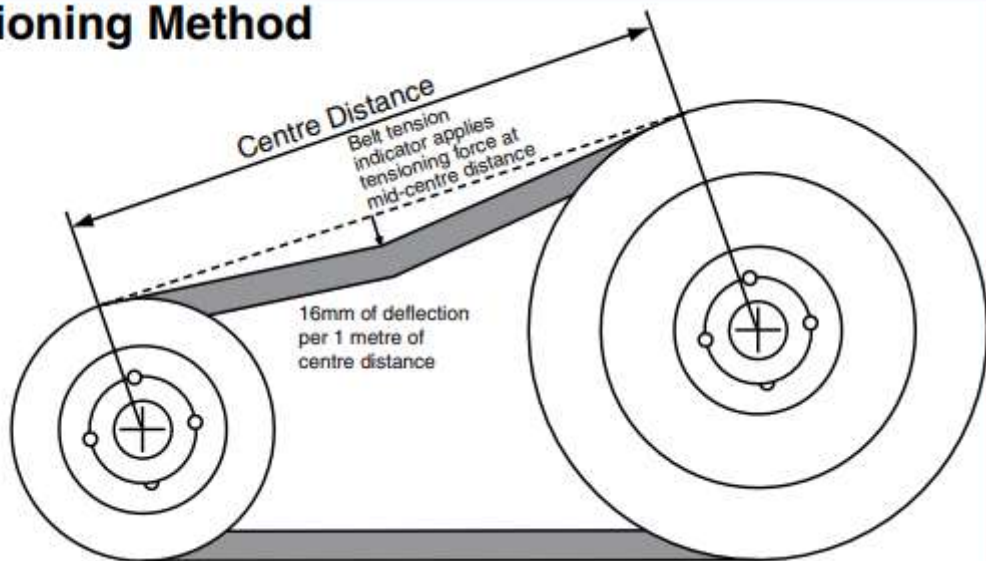 ioning Method
Centre Distance
Belt tension
indicator applies
tensioning force at
mid-centre distance
16mm of deflection
per 1 metre of
centre distance